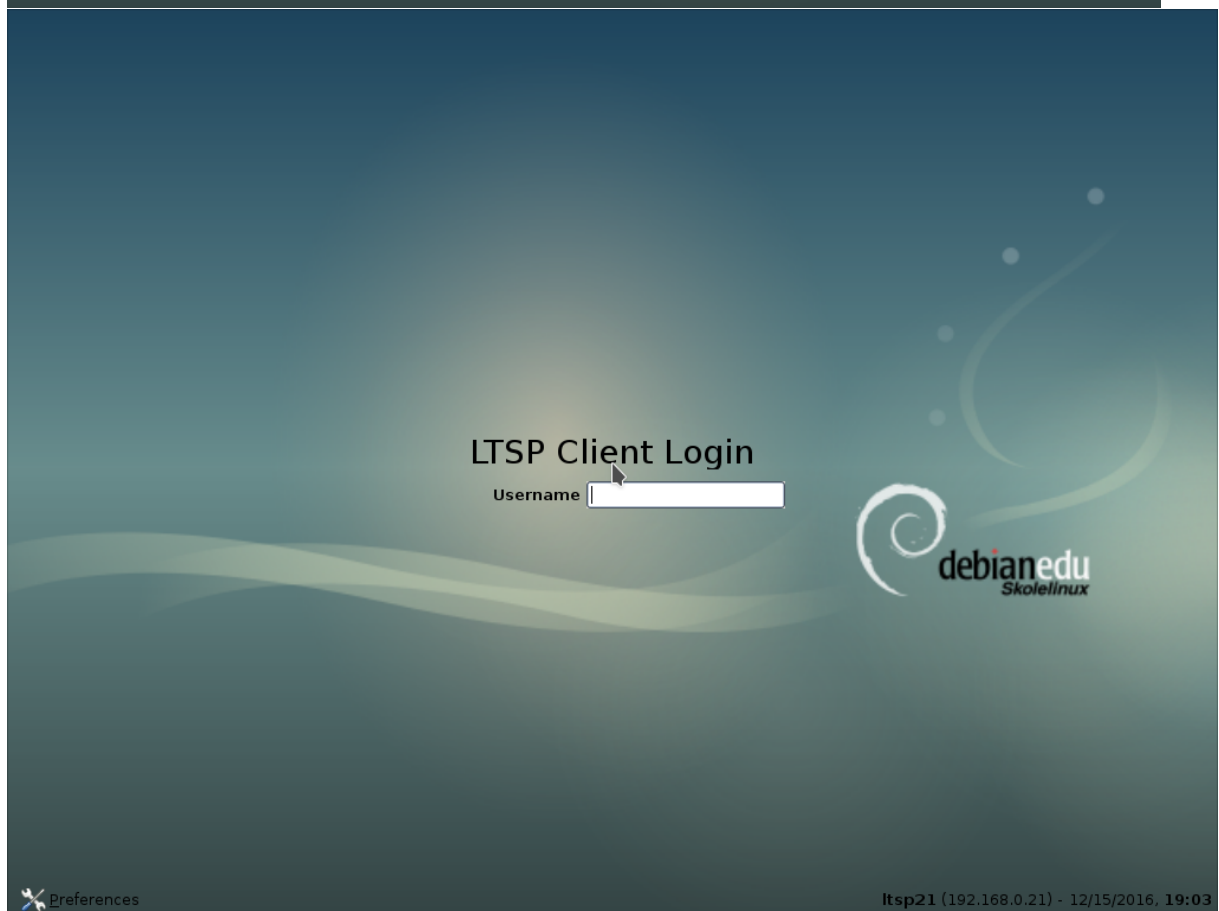 LTSP Client Login
Username
debianedu
Skolelinux
Preferences
ltsp21 (192.168.0.21) - 12/15/2016, 19:03